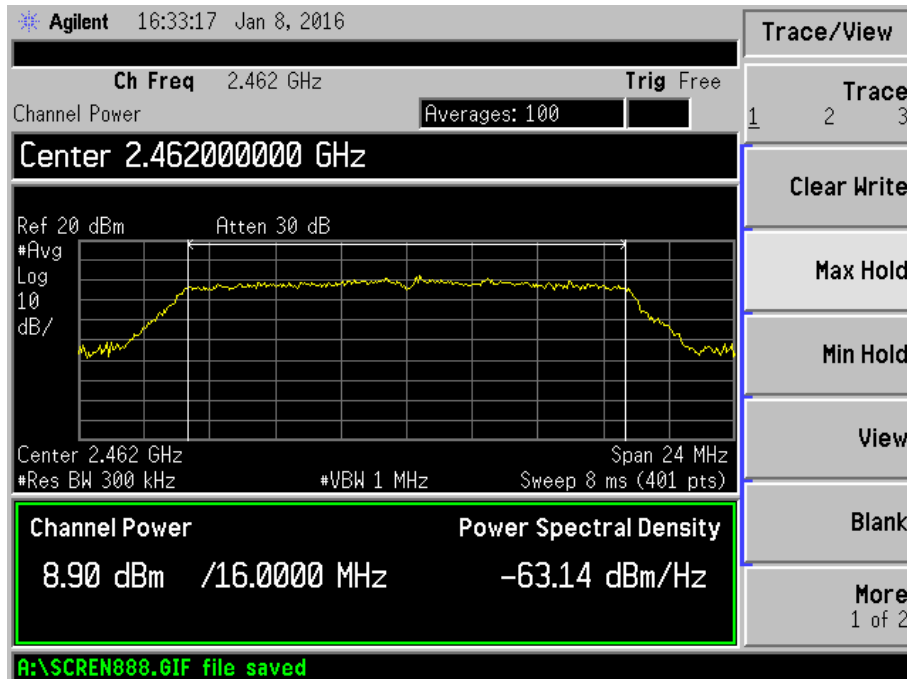 Agilent 16:33:17 Jan 8, 2016
Trace/View
Ch Freq 2.462 GHz Trig Free
Channel Power Averages: 100
Trace
1 2 3
Center 2.462000000 GHz
Clear Write
Ref 20 dBm Atten 30 dB
#Avg
Log
10
dB/
Max Hold
Min Hold
View
Center 2.462 GHz Span 24 MHz
#Res BW 300 kHz #VBW 1 MHz Sweep 8 ms (401 pts)
Channel Power Power Spectral Density
8.90 dBm /16.0000 MHz -63.14 dBm/Hz
Blank
More
1 of 2
A:\SCREN888.GIF file saved